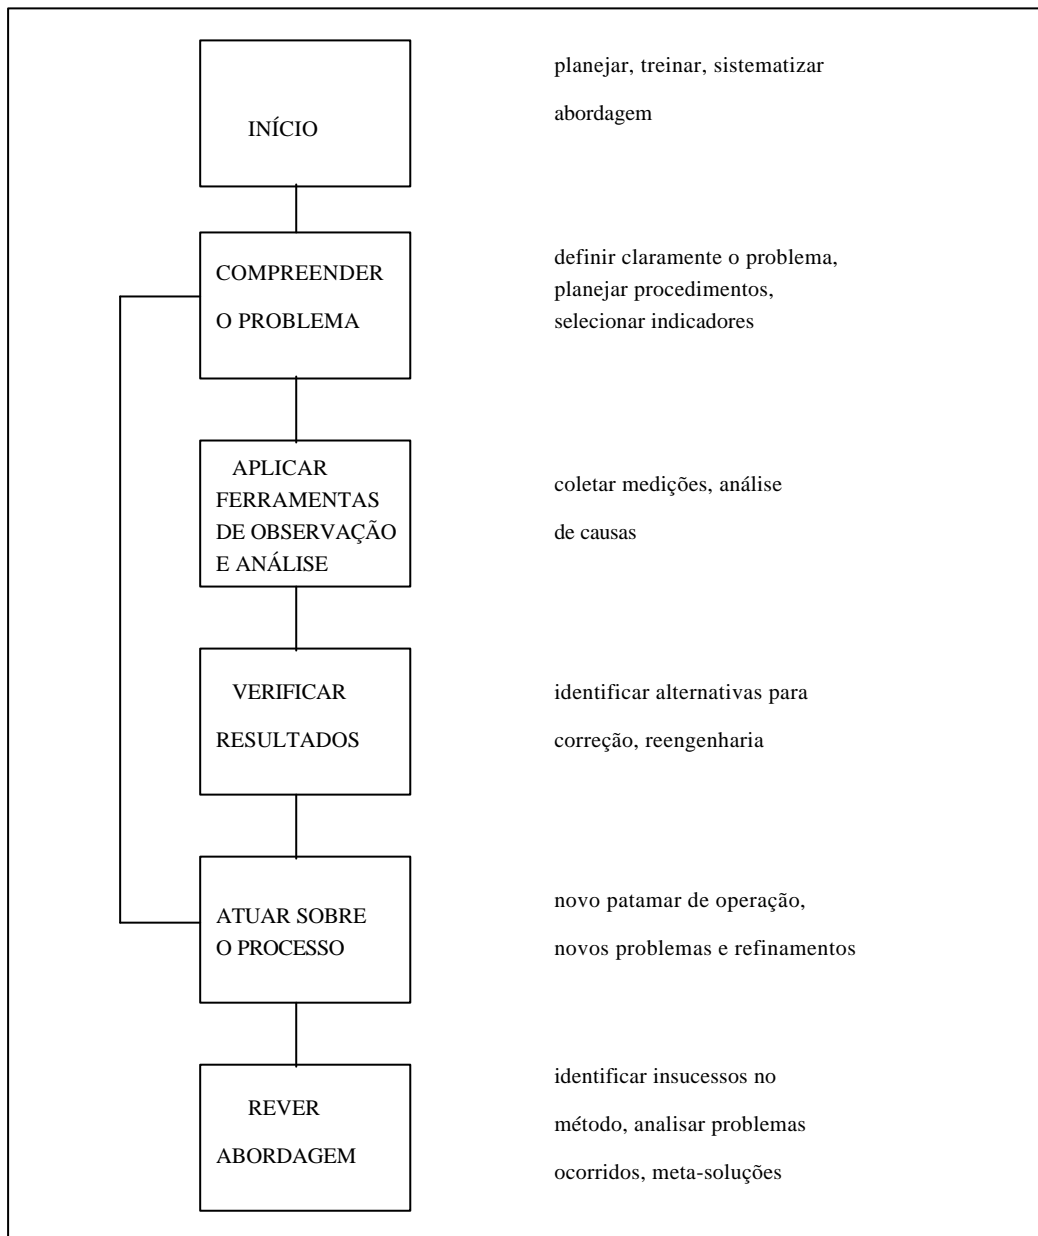 INÍCIO
planejar, treinar, sistematizar
abordagem
COMPREENDER
O PROBLEMA
definir claramente o problema,
planejar procedimentos,
selecionar indicadores
APLICAR
FERRAMENTAS
DE OBSERVAÇÃO
E ANÁLISE
coletar medições, análise
de causas
VERIFICAR
RESULTADOS
identificar alternativas para
correção, reengenharia
ATUAR SOBRE
O PROCESSO
novo patamar de operação,
novos problemas e refinamentos
REVER
ABORDAGEM
identificar insucessos no
método, analisar problemas
ocorridos, meta-soluções